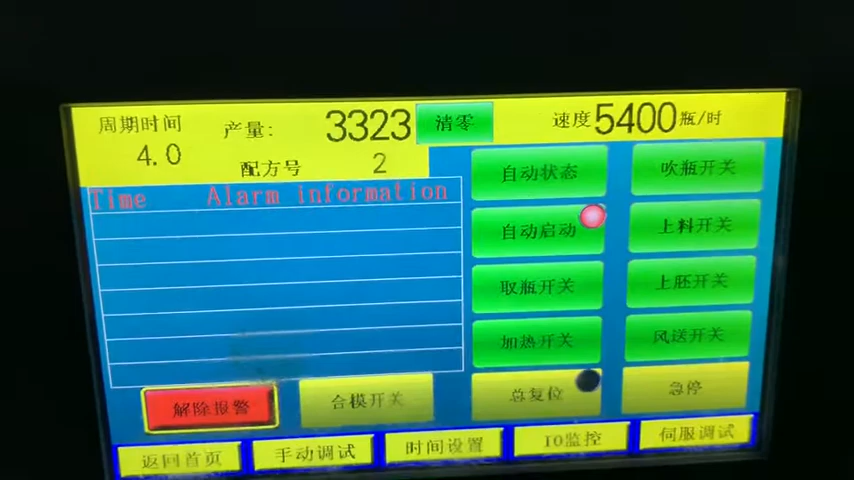 周期时间 产量: 3323 清零 速度5400瓶/时
4.0 配方号 2
Time Alarm information
自动状态 吹瓶开关
自动启动 上料开关
取瓶开关 上胚开关
加热开关 风送开关
解除报警 合模开关 总复位 急停
返回首页 手动调试 时间设置 IO监控 伺服调试